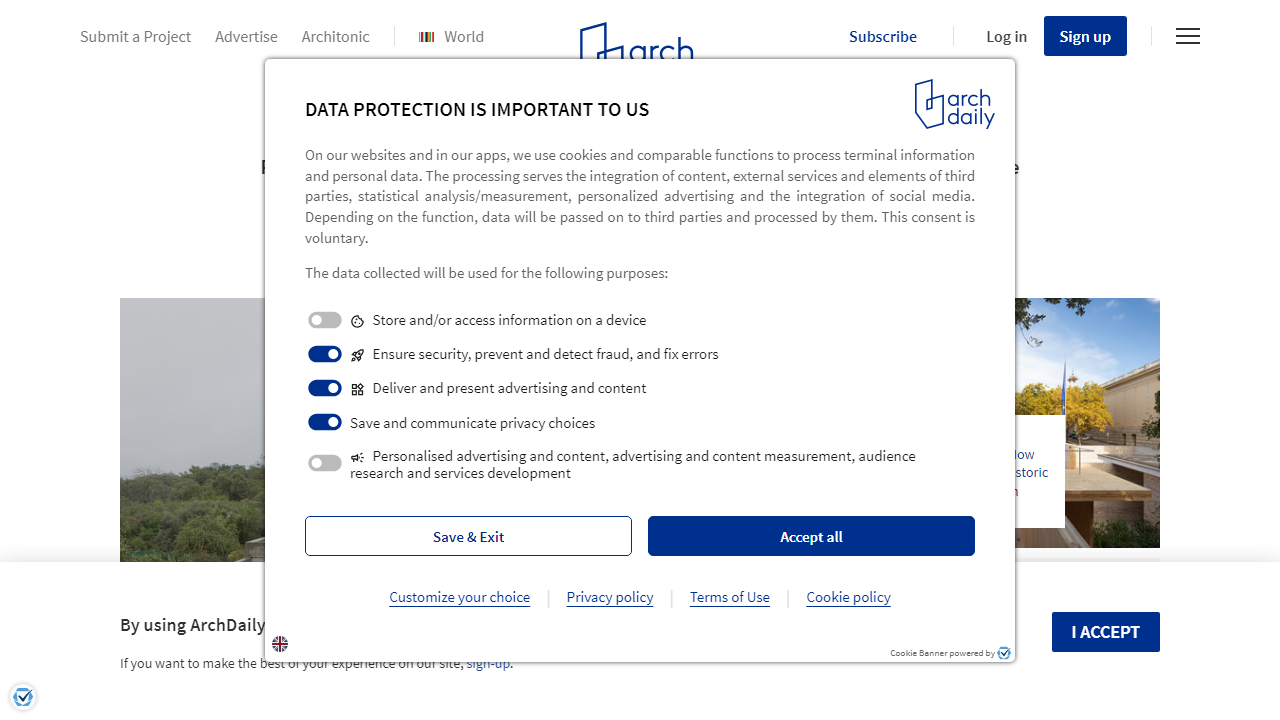 Submit a Project Advertise Architonic World
arch
Subscribe Log in Sign up
DATA PROTECTION IS IMPORTANT TO US
arch
daily
On our websites and in our apps, we use cookies and comparable functions to process terminal information
and personal data. The processing serves the integration of content, external services and elements of third
parties, statistical analysis/measurement, personalized advertising and the integration of social media.
Depending on the function, data will be passed on to third parties and processed by them. This consent is
voluntary.
The data collected will be used for the following purposes:
Store and/or access information on a device
Ensure security, prevent and detect fraud, and fix errors
Deliver and present advertising and content
Save and communicate privacy choices
Personalised advertising and content, advertising and content measurement, audience
research and services development
Save & Exit Accept all
Customize your choice Privacy policy Terms of Use Cookie policy
Cookie Banner powered by
By using ArchDaily
I ACCEPT
If you want to make the best of your experience on our site, sign-up.